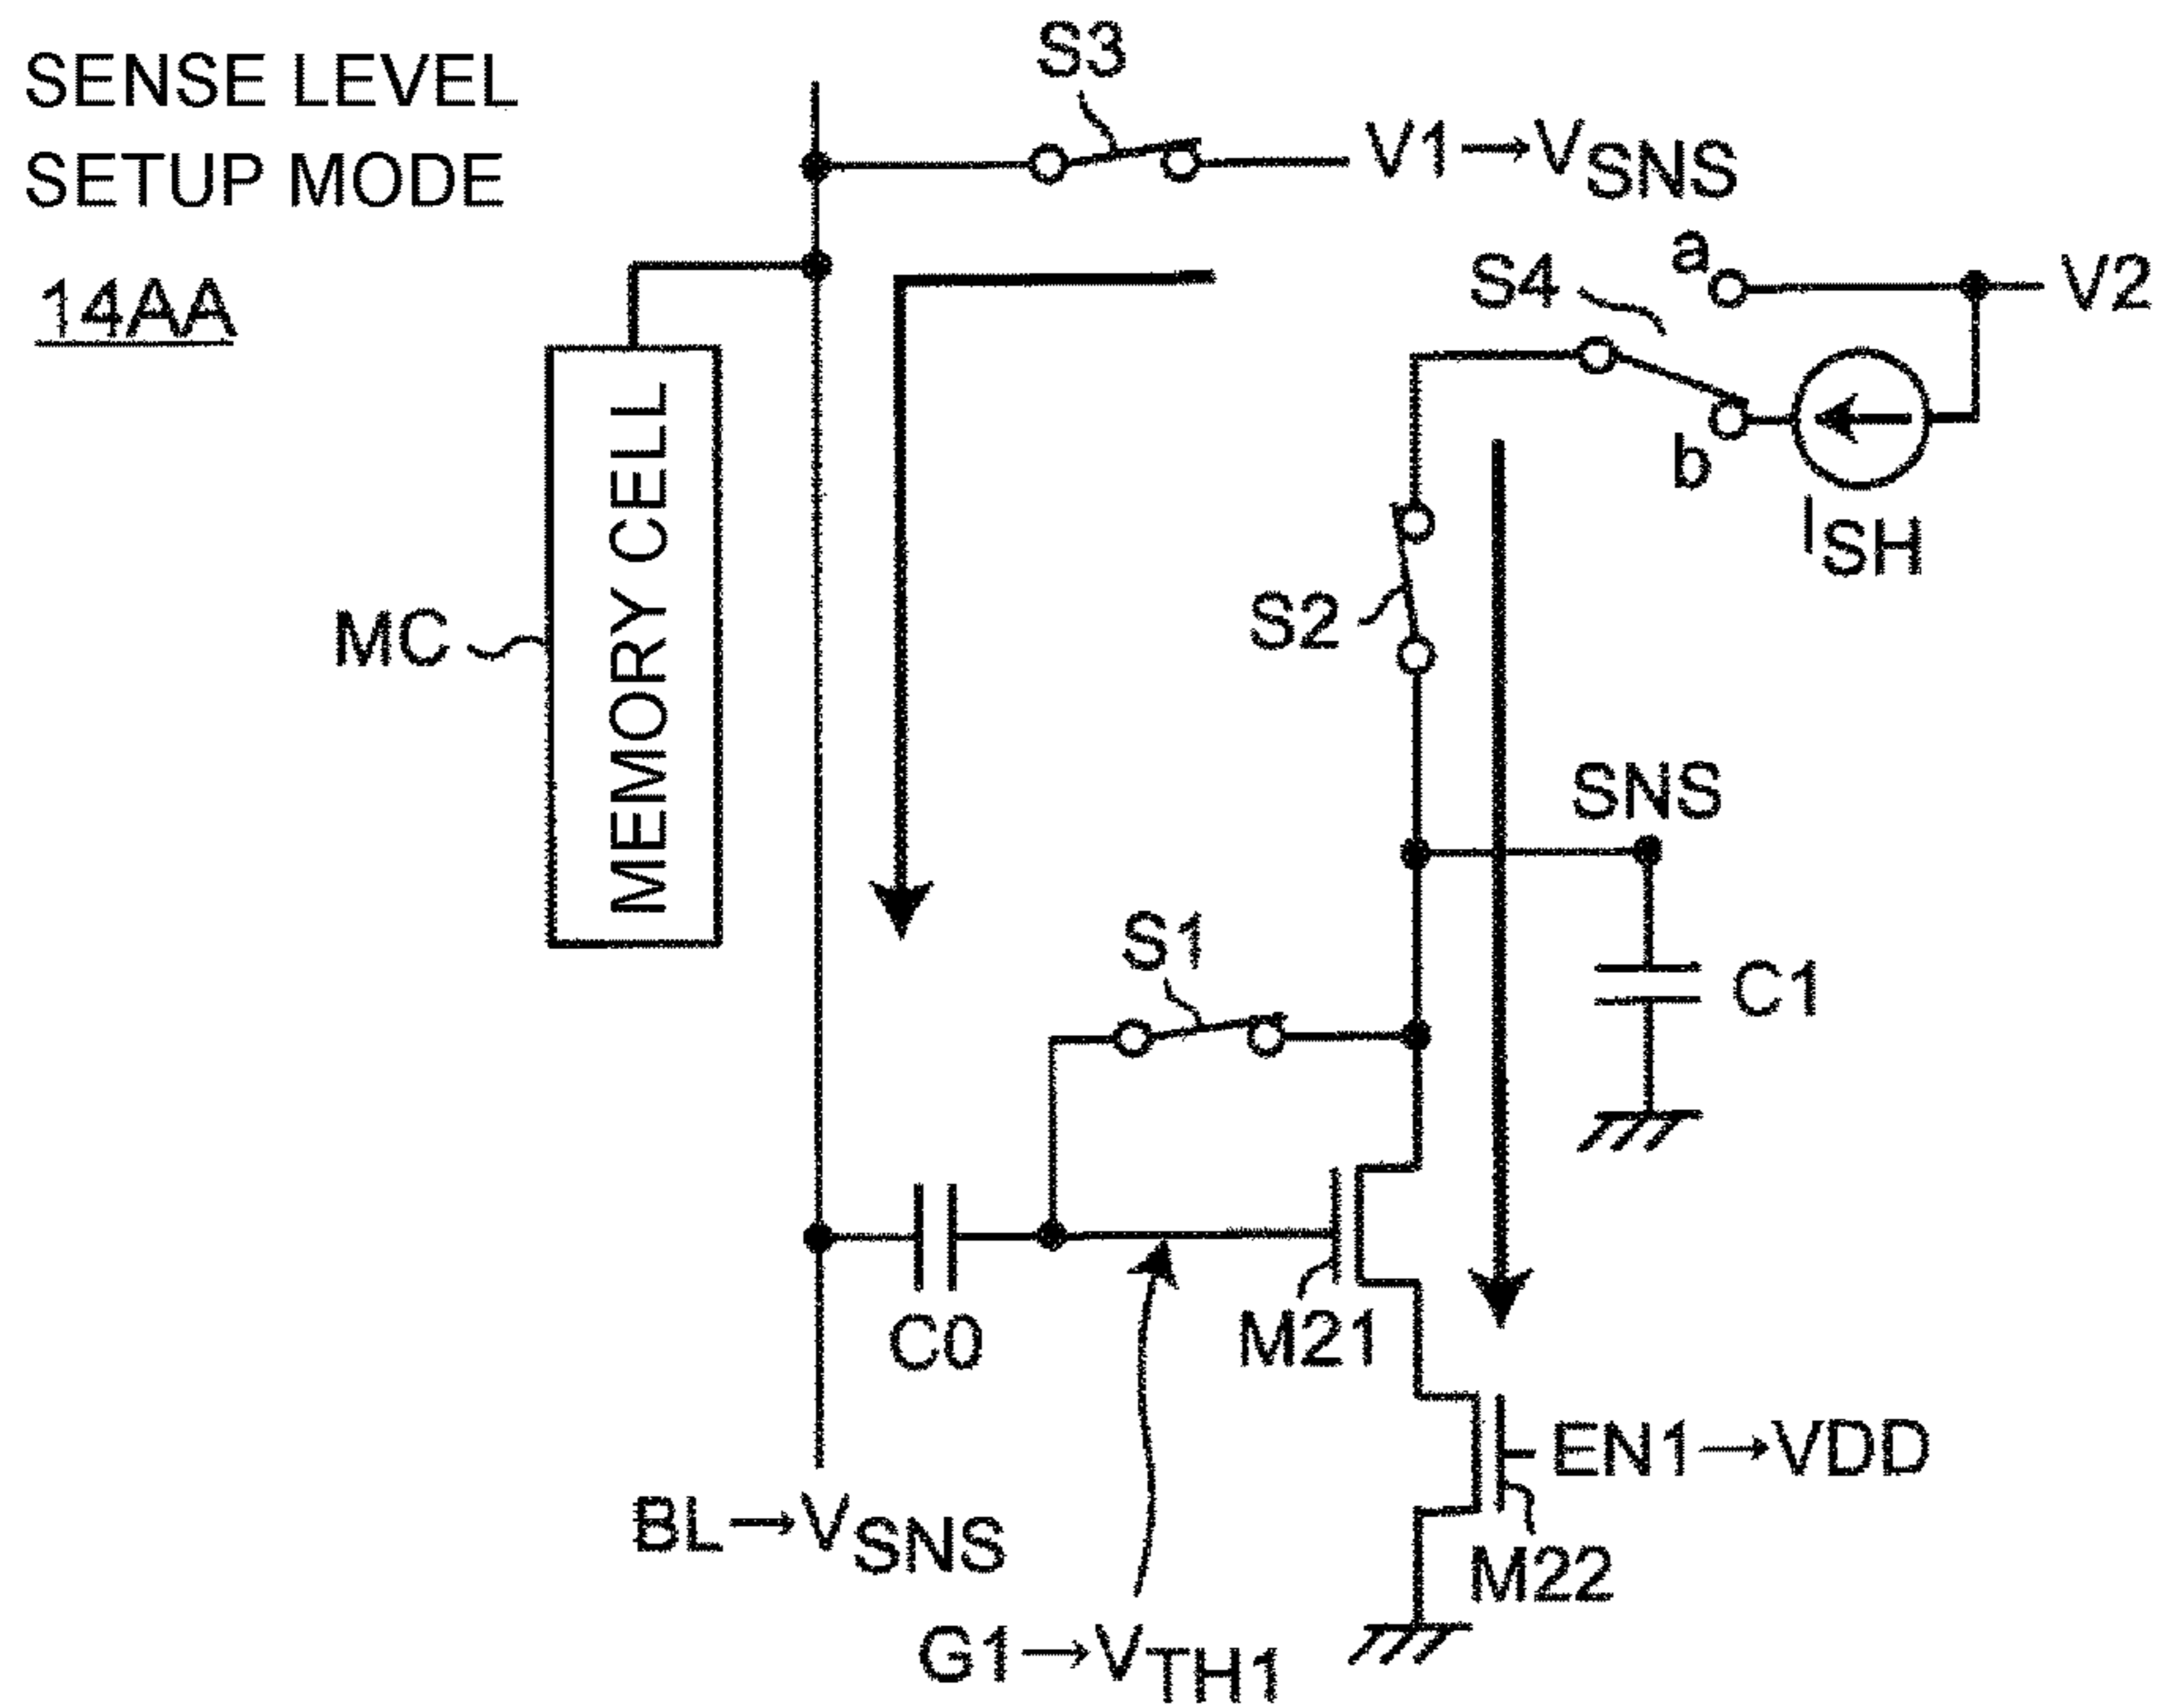 SENSE LEVEL
SETUP MODE
14AA
S3
V1→VSNS
a
S4
V2
b
ISH
S2
MC
MEMORY CELL
SNS
S1
C1
C0
M21
EN1→VDD
BL→VSNS
M22
G1→VTH1